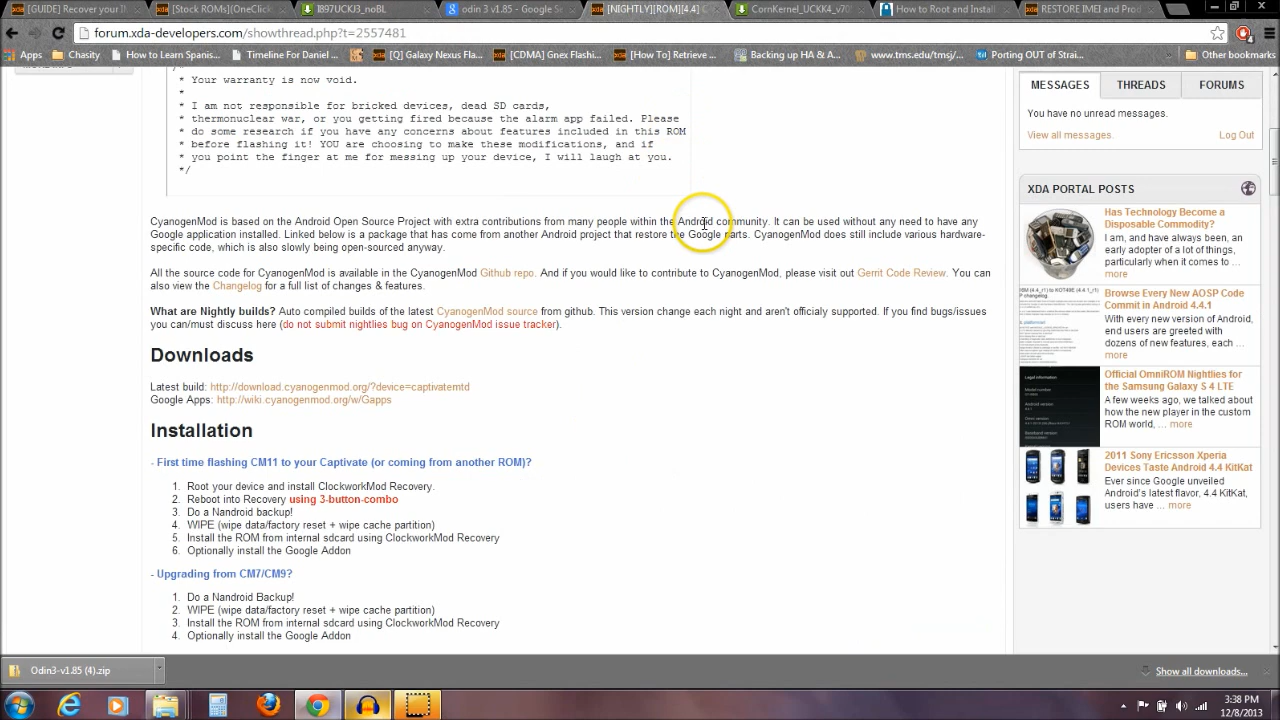 [GUIDE] Recover your I
[Stock ROMs](OneClick
I897UCKJ3_noBL
odin 3 v1.85 - Google Se
[NIGHTLY][ROM][4.4]
CornKernel_UCKK4_v70
How to Root and Install
RESTORE IMEI and Prod
forum.xda-developers.com/showthread.php?t=2557481
Apps
How to Learn Spanis
Timeline For Daniel
[Q] Galaxy Nexus Fla
[CDMA] Gnex Flashin
[How To] Retrieve
Backing up HA &
www.tms.edu/tmsj/
Porting OUT of Strai
Other bookmarks
* Your warranty is now void.
*
* I am not responsible for bricked devices, dead SD cards,
* thermonuclear war, or you getting fired because the alarm app failed. Please
* do some research if you have any concerns about features included in this ROM
* before flashing it! YOU are choosing to make these modifications, and if
* you point the finger at me for messing up your device, I will laugh at you.
*/
CyanogenMod is based on the Android Open Source Project with extra contributions from many people within the Android community. It can be used without any need to have any
Google application installed. Linked below is a package that has come from another Android project that restore the Google parts. CyanogenMod does still include various hardware-
specific code, which is also slowly being open-sourced anyway.
All the source code for CyanogenMod is available in the CyanogenMod Github repo. And if you would like to contribute to CyanogenMod, please visit out Gerrit Code Review. You can
also view the Changelog for a full list of changes & features.
What are Nightly builds? Automatic of the latest CyanogenMod source from github. This version change each night and aren't officialy supported. If you find bugs/issues
you can/must discuss here (do not submit nightlies bug on CyanogenMod issue tracker).
Downloads
Latest build: http://download.cyanogenmod.org/?device=captivatemtd
Google Apps: http://wiki.cyanogenmod.org/w/Gapps
Installation
- First time flashing CM11 to your Captivate (or coming from another ROM)?
1. Root your device and install ClockworkMod Recovery.
2. Reboot into Recovery using 3-button-combo
3. Do a Nandroid backup!
4. WIPE (wipe data/factory reset + wipe cache partition)
5. Install the ROM from internal sdcard using ClockworkMod Recovery
6. Optionally install the Google Addon
- Upgrading from CM7/CM9?
1. Do a Nandroid Backup!
2. WIPE (wipe data/factory reset + wipe cache partition)
3. Install the ROM from internal sdcard using ClockworkMod Recovery
4. Optionally install the Google Addon
MESSAGES
THREADS
FORUMS
You have no unread messages.
View all messages.
Log Out
XDA PORTAL POSTS
Has Technology Become
Disposable Commodity?
I am, and have always been, an
early adopter of a lot of things,
particularly when it comes to...
more
Browse Every New AOSP Code
Commit in Android 4.4.1
With every new version of Android,
end users are greeted with
dozens of new features, each ...
more
Official OmniROM Nightlies for
the Samsung Galaxy S 4 LTE
A few weeks ago, we talked about
how the new player in the custom
ROM world, ... more
2011 Sony Ericsson Xperia
Devices Taste Android 4.4 KitKat
Ever since Google unveiled
Android's latest flavor, 4.4 KitKat,
guys have ... more
Odin3-v1.85 (4).zip
Show all downloads...
3:38 PM
12/8/2013